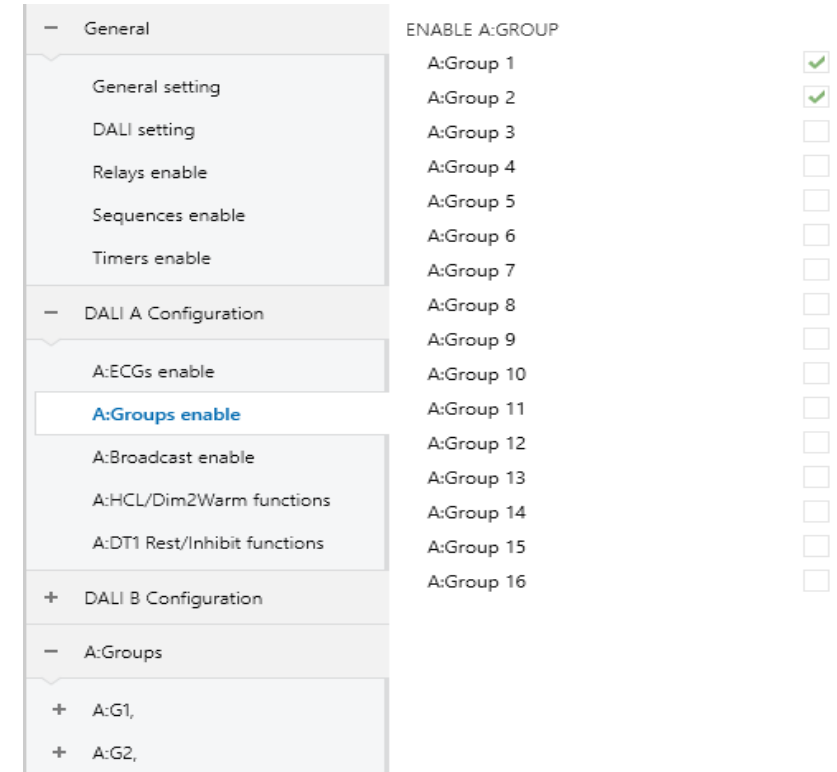 General
General setting
DALI setting
Relays enable
Sequences enable
Timers enable
DALI A Configuration
A:ECGs enable
A:Groups enable
A:Broadcast enable
A:HCL/Dim2Warm functions
A:DT1 Rest/Inhibit functions
DALI B Configuration
A:Groups
A:G1,
A:G2,
ENABLE A:GROUP
A:Group 1
A:Group 2
A:Group 3
A:Group 4
A:Group 5
A:Group 6
A:Group 7
A:Group 8
A:Group 9
A:Group 10
A:Group 11
A:Group 12
A:Group 13
A:Group 14
A:Group 15
A:Group 16